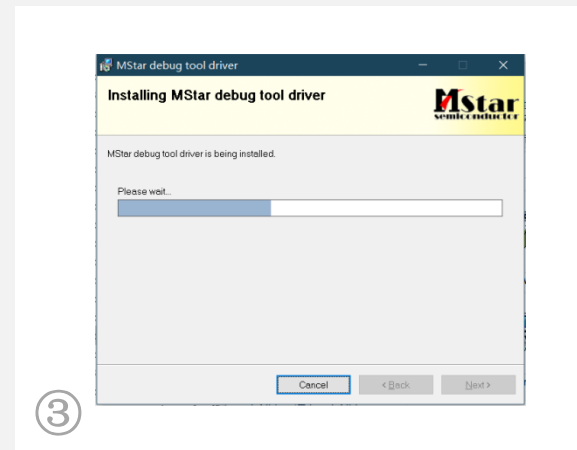 MStar debug tool driver
Installing MStar debug tool driver
MStar
semiconductor
MStar debug tool driver is being installed.
Please wait...
Cancel
< Back
Next >
③